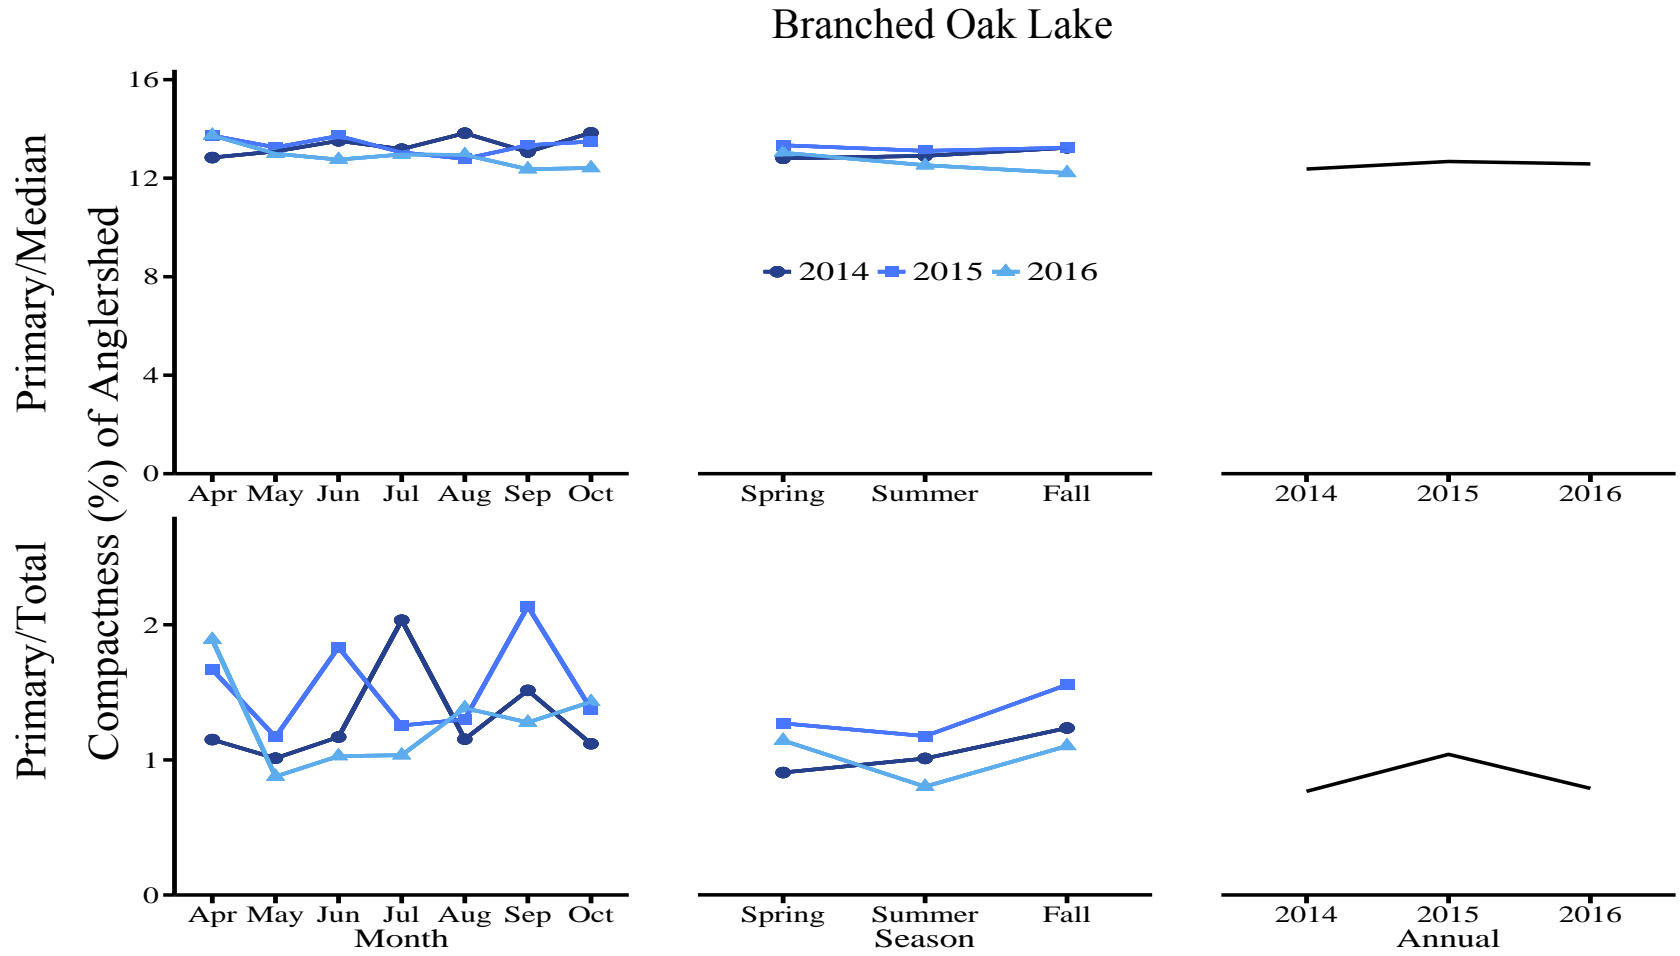 Branched Oak Lake
Primary/Median
Compactness (%) of Anglershed
16
12
8
4
0
2014 2015 2016
Apr May Jun Jul Aug Sep Oct
Spring Summer Fall
2014 2015 2016
Primary/Total
2
1
0
Apr May Jun Jul Aug Sep Oct
Spring Summer Fall
2014 2015 2016
Month
Season
Annual